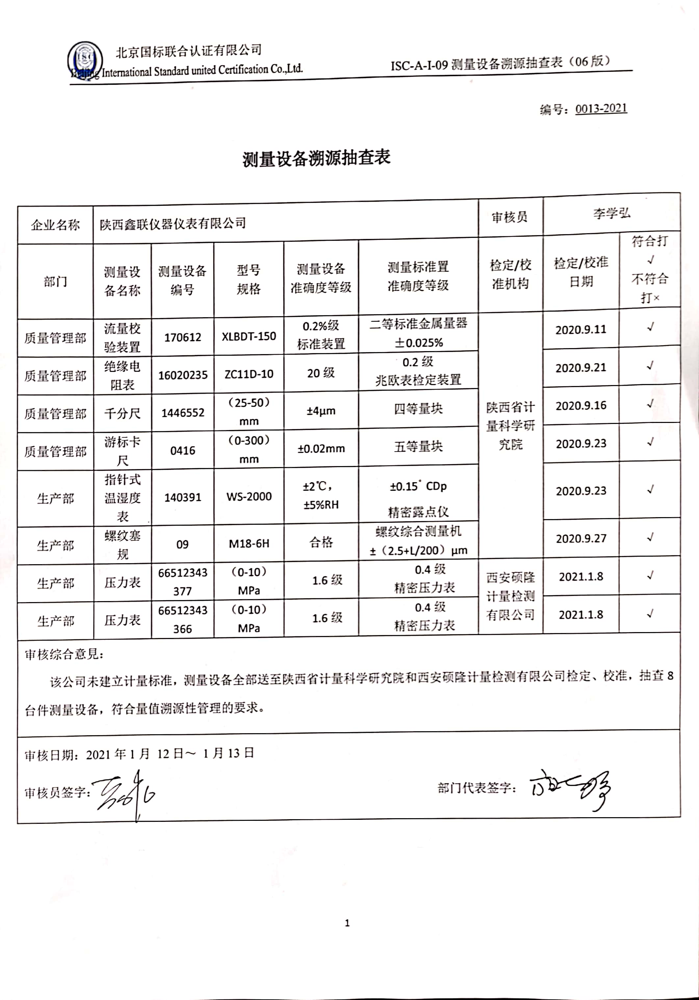 北京国标联合认证有限公司
Beijing International Standard united Certification Co.,Ltd.
ISC-A-I-09 测量设备溯源抽查表（06 版）
ISC
编号：0013-2021
测量设备溯源抽查表
企业名称 陕西鑫联仪器仪表有限公司 审核员 李学弘
部门
测量设
备名称
测量设备
编号
型号
规格
测量设备
准确度等级
测量标准置
准确度等级
检定/校
准机构
检定/校准
日期
符合打
√
不符合
打×
质量管理部
流量校
验装置
170612
XLBDT-150
0.2%级
标准装置
二等标准金属量器
±0.025%
陕西省计
量科学研
究院
2020.9.11
√
质量管理部
绝缘电
阻表
16020235
ZC11D-10
20 级
0.2 级
兆欧表检定装置
2020.9.21
√
质量管理部
千分尺
1446552
（25-50）
mm
±4μm
四等量块
2020.9.16
√
质量管理部
游标卡
尺
0416
（0-300）
mm
±0.02mm
五等量块
2020.9.23
√
生产部
指针式
温湿度
表
140391
WS-2000
±2℃，
±5%RH
±0.15° CDp
精密露点仪
2020.9.23
√
生产部
螺纹塞
规
09
M18-6H
合格
螺纹综合测量机
±（2.5+L/200）μm
2020.9.27
√
生产部
压力表
66512343
377
（0-10）
MPa
1.6 级
0.4 级
精密压力表
西安硕隆
计量检测
有限公司
2021.1.8
√
生产部
压力表
66512343
366
（0-10）
MPa
1.6 级
0.4 级
精密压力表
2021.1.8
√
审核综合意见：
该公司未建立计量标准，测量设备全部送至陕西省计量科学研究院和西安硕隆计量检测有限公司检定、校准，抽查 8
台件测量设备，符合量值溯源性管理的要求。
审核日期：2021 年 1 月 12 日～ 1 月 13 日
审核员签字：
部门代表签字：
1